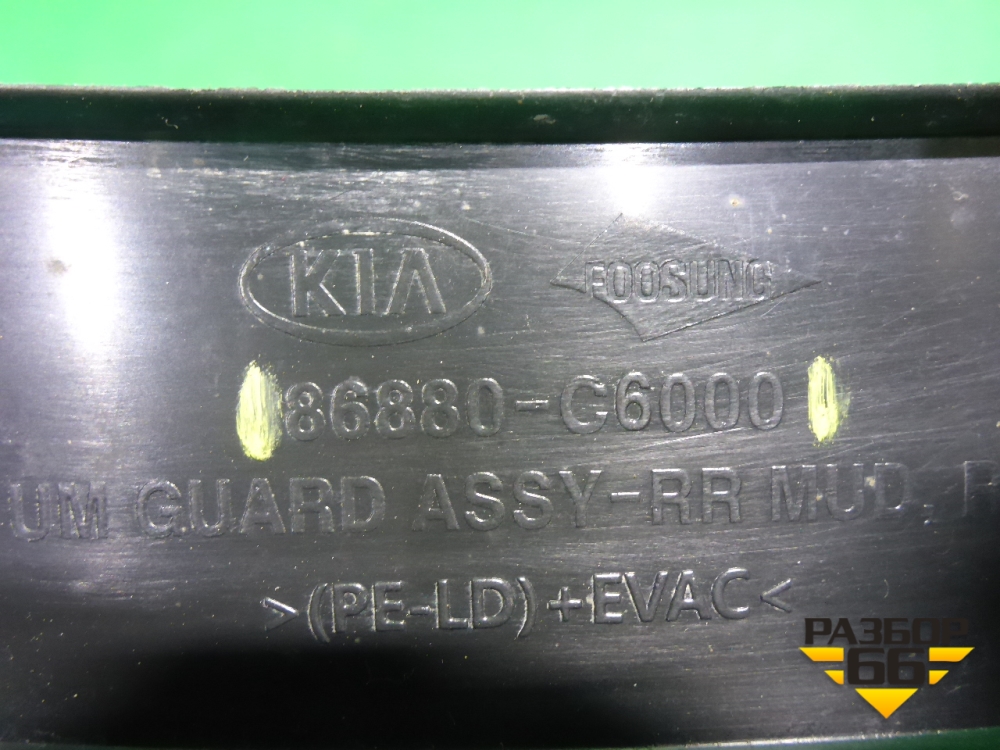 KIA FOOSUNG
86880-C6000
UM GUARD ASSY-RR MUD,
>(PE-LD)+EVAC<
РАЗБОР
66